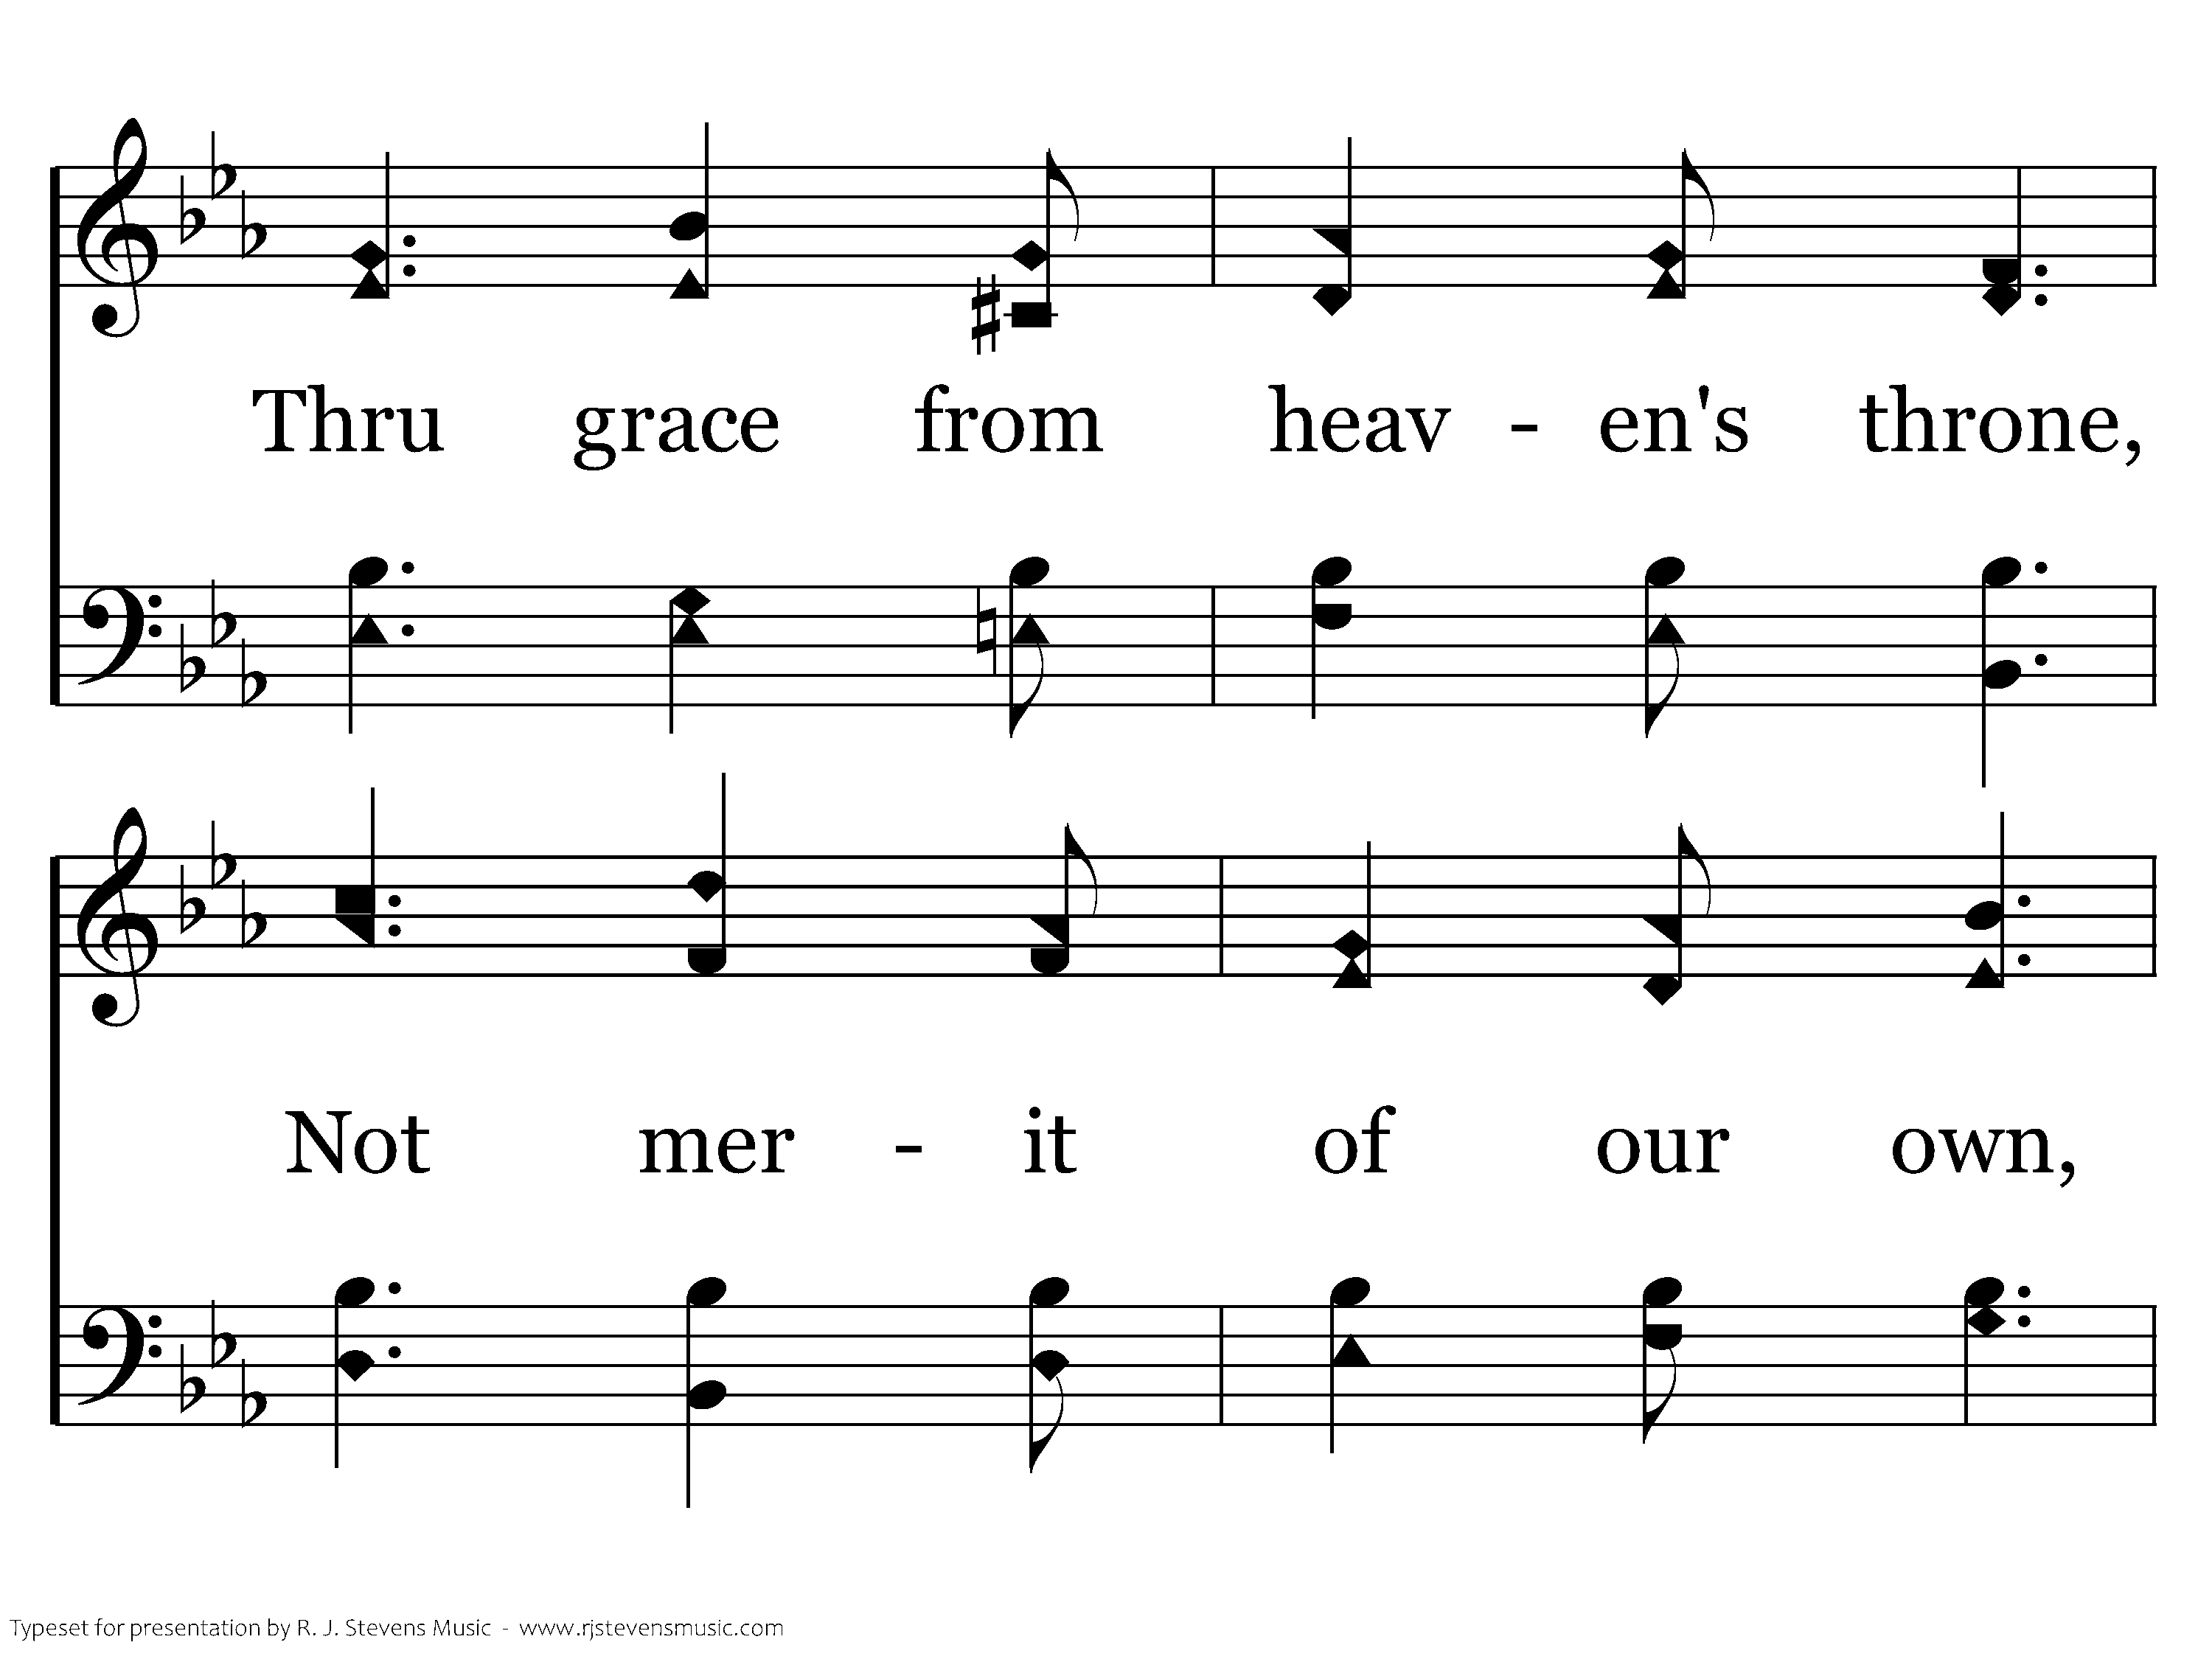 Thru grace from heav - en's throne,
Not mer - it of our own,
Typeset for presentation by R. J. Stevens Music - www.rjstevensmusic.com